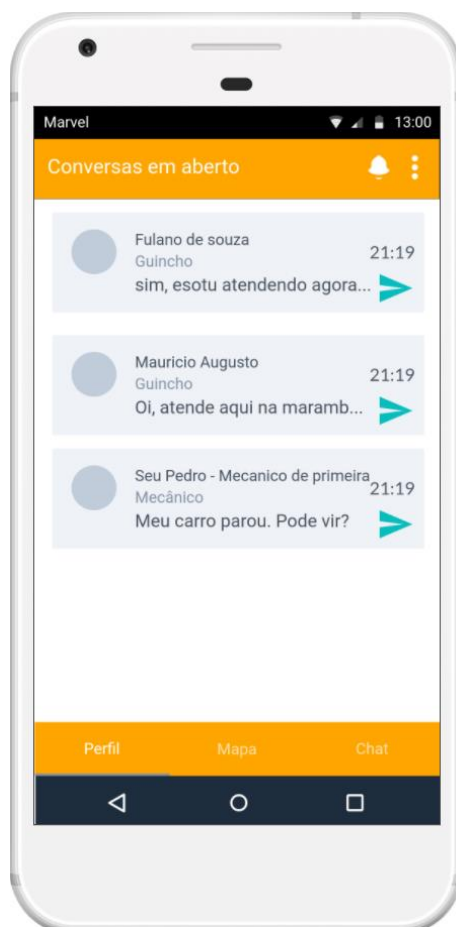 Marvel 13:00
Conversas em aberto
Fulano de souza
Guincho
21:19
sim, esotu atendendo agora...
Mauricio Augusto
Guincho
21:19
Oi, atende aqui na maramb...
Seu Pedro - Mecanico de primeira
Mecânico
21:19
Meu carro parou. Pode vir?
Perfil Mapa Chat